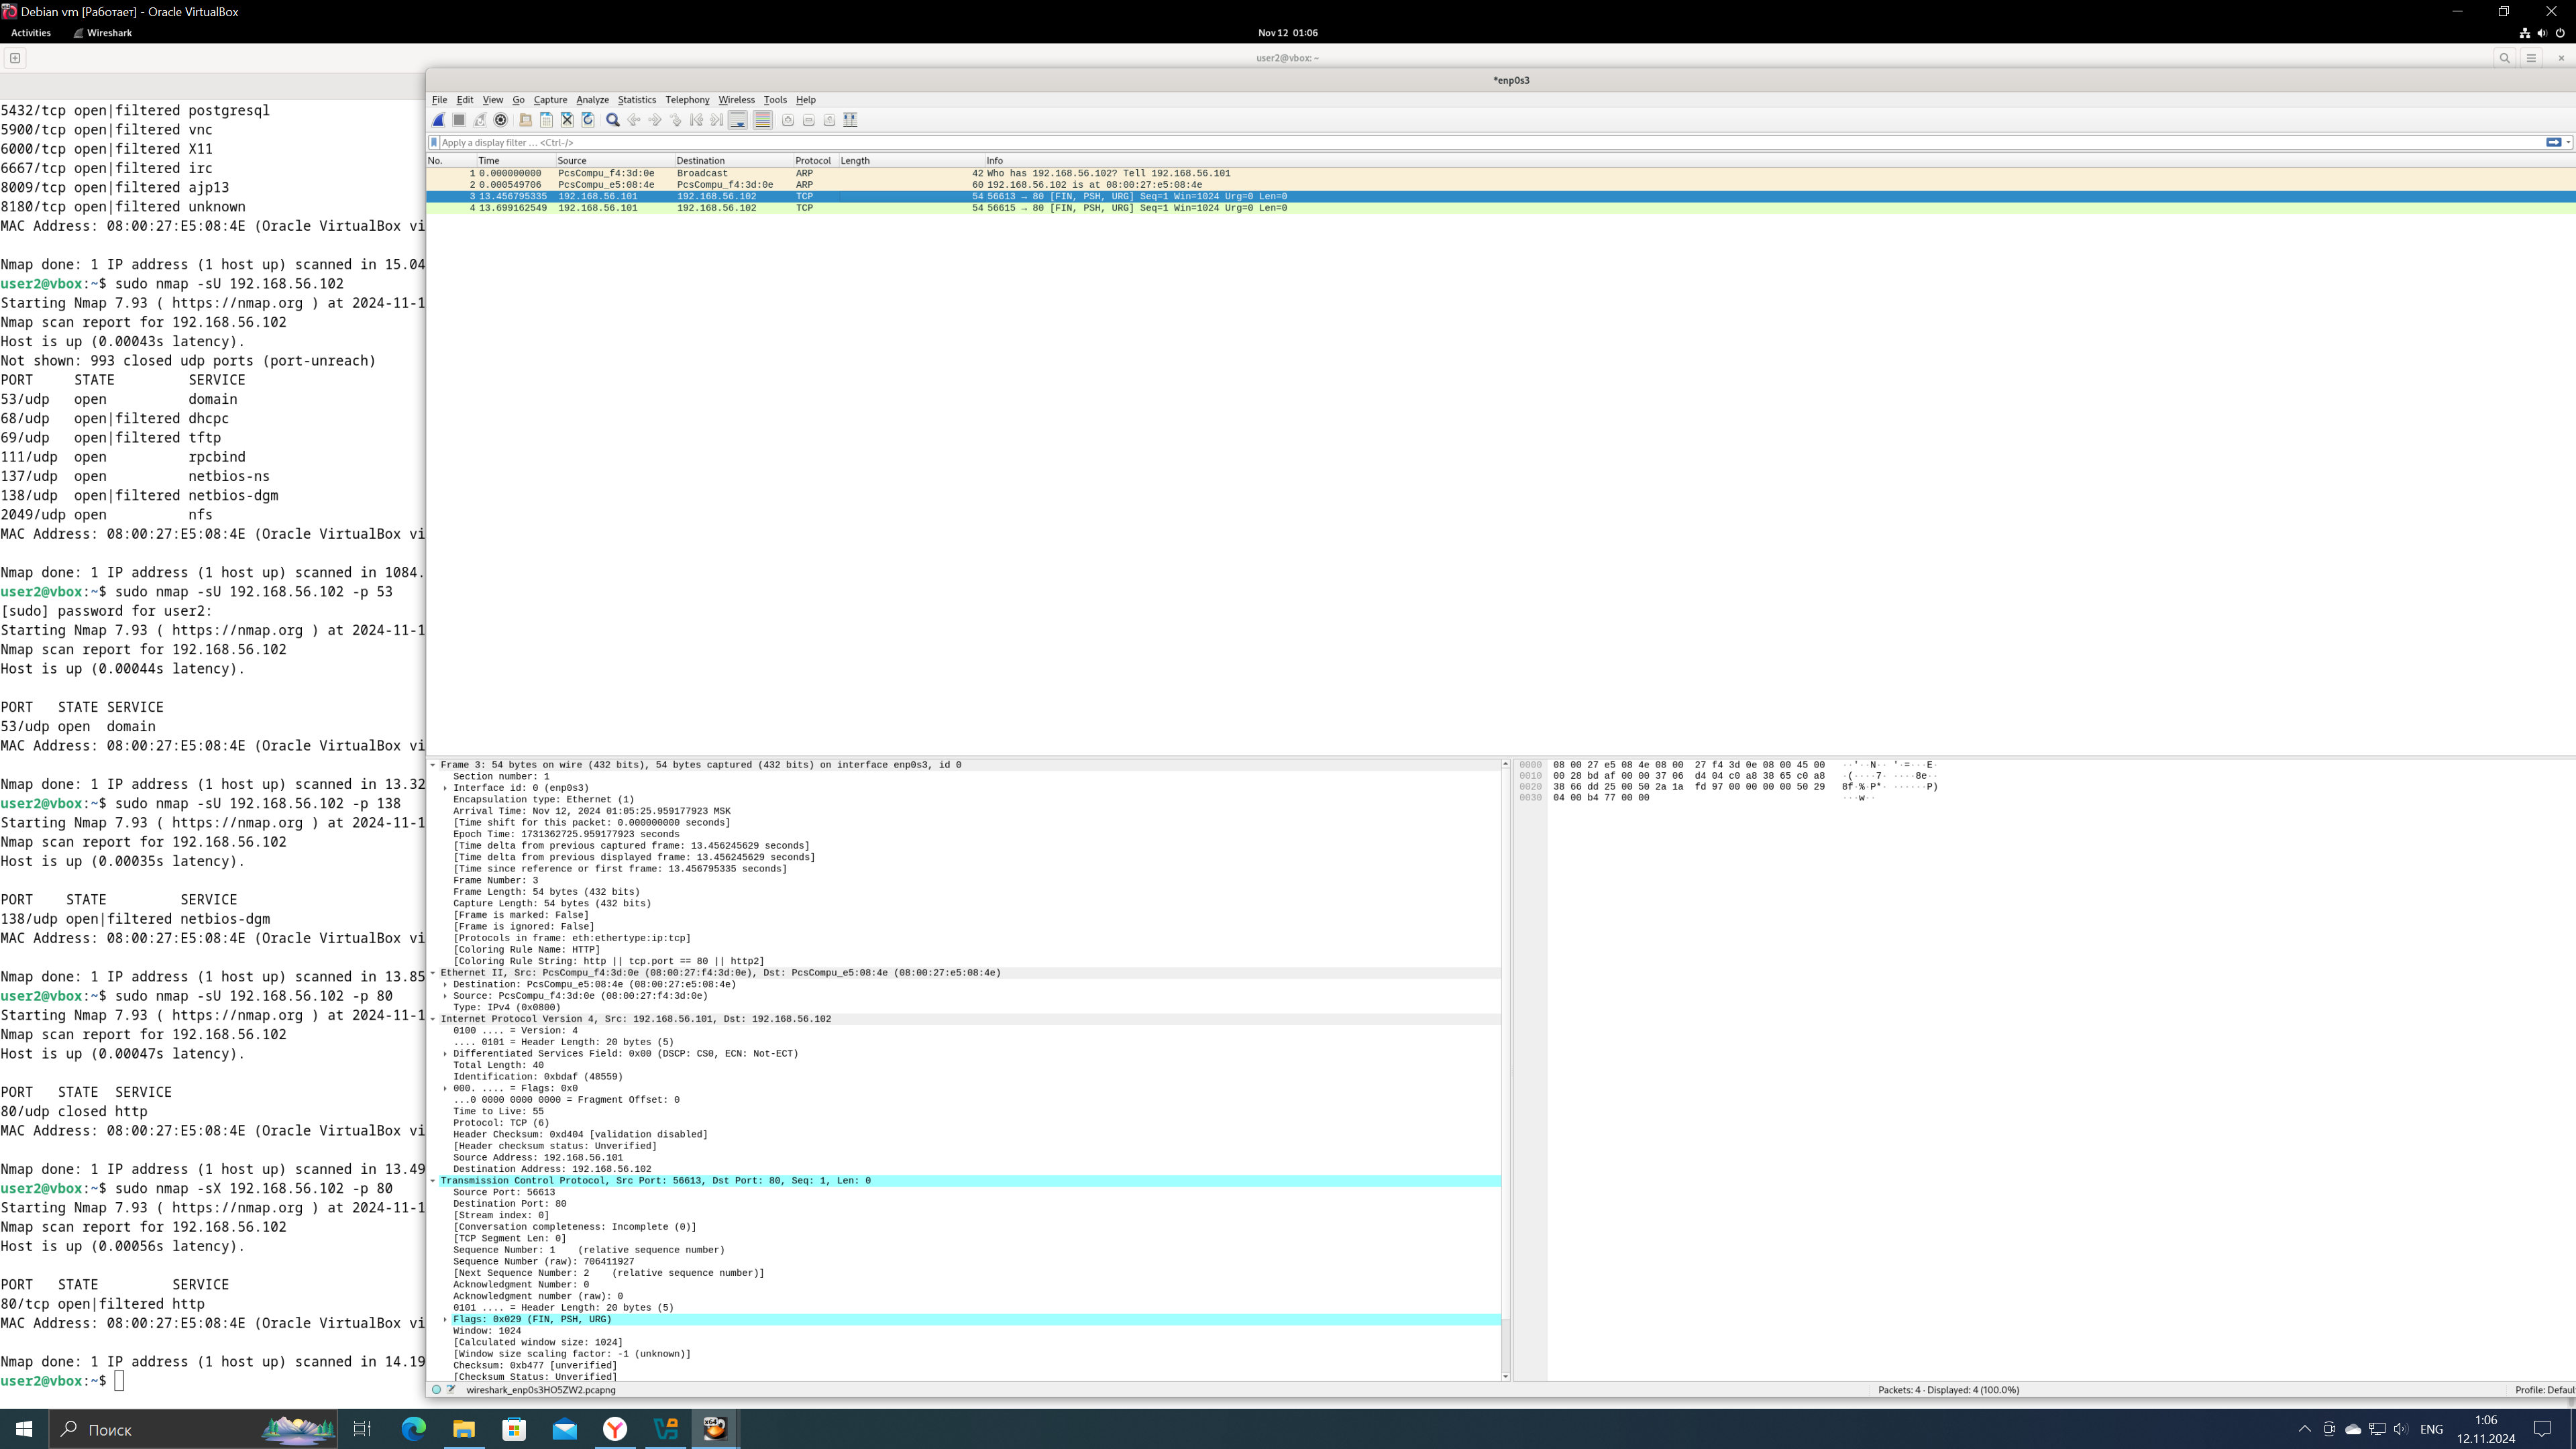 Debian vm [Работает] - Oracle VirtualBox
Activities Wireshark Nov 12 01:06
user2@vbox: ~
5432/tcp open|filtered postgresql
5900/tcp open|filtered vnc
6000/tcp open|filtered X11
6667/tcp open|filtered irc
8009/tcp open|filtered ajp13
8180/tcp open|filtered unknown
MAC Address: 08:00:27:E5:08:4E (Oracle VirtualBox vi
Nmap done: 1 IP address (1 host up) scanned in 15.04
user2@vbox:~$ sudo nmap -sU 192.168.56.102
Starting Nmap 7.93 ( https://nmap.org ) at 2024-11-1
Nmap scan report for 192.168.56.102
Host is up (0.00043s latency).
Not shown: 993 closed udp ports (port-unreach)
PORT STATE SERVICE
53/udp open domain
68/udp open|filtered dhcpc
69/udp open|filtered tftp
111/udp open rpcbind
137/udp open netbios-ns
138/udp open|filtered netbios-dgm
2049/udp open nfs
MAC Address: 08:00:27:E5:08:4E (Oracle VirtualBox vi
Nmap done: 1 IP address (1 host up) scanned in 1084.
user2@vbox:~$ sudo nmap -sU 192.168.56.102 -p 53
[sudo] password for user2:
Starting Nmap 7.93 ( https://nmap.org ) at 2024-11-1
Nmap scan report for 192.168.56.102
Host is up (0.00044s latency).
PORT STATE SERVICE
53/udp open domain
MAC Address: 08:00:27:E5:08:4E (Oracle VirtualBox vi
Nmap done: 1 IP address (1 host up) scanned in 13.32
user2@vbox:~$ sudo nmap -sU 192.168.56.102 -p 138
Starting Nmap 7.93 ( https://nmap.org ) at 2024-11-1
Nmap scan report for 192.168.56.102
Host is up (0.00035s latency).
PORT STATE SERVICE
138/udp open|filtered netbios-dgm
MAC Address: 08:00:27:E5:08:4E (Oracle VirtualBox vi
Nmap done: 1 IP address (1 host up) scanned in 13.85
user2@vbox:~$ sudo nmap -sU 192.168.56.102 -p 80
Starting Nmap 7.93 ( https://nmap.org ) at 2024-11-1
Nmap scan report for 192.168.56.102
Host is up (0.00047s latency).
PORT STATE SERVICE
80/udp closed http
MAC Address: 08:00:27:E5:08:4E (Oracle VirtualBox vi
Nmap done: 1 IP address (1 host up) scanned in 13.49
user2@vbox:~$ sudo nmap -sX 192.168.56.102 -p 80
Starting Nmap 7.93 ( https://nmap.org ) at 2024-11-1
Nmap scan report for 192.168.56.102
Host is up (0.00056s latency).
PORT STATE SERVICE
80/tcp open|filtered http
MAC Address: 08:00:27:E5:08:4E (Oracle VirtualBox vi
Nmap done: 1 IP address (1 host up) scanned in 14.19
user2@vbox:~$
*enp0s3
File Edit View Go Capture Analyze Statistics Telephony Wireless Tools Help
Apply a display filter … <Ctrl-/>
No. Time Source Destination Protocol Length Info
1 0.000000000 PcsCompu_f4:3d:0e Broadcast ARP 42 Who has 192.168.56.102? Tell 192.168.56.101
2 0.000549706 PcsCompu_e5:08:4e PcsCompu_f4:3d:0e ARP 60 192.168.56.102 is at 08:00:27:e5:08:4e
3 13.456795335 192.168.56.101 192.168.56.102 TCP 54 56613 → 80 [FIN, PSH, URG] Seq=1 Win=1024 Urg=0 Len=0
4 13.699162549 192.168.56.101 192.168.56.102 TCP 54 56615 → 80 [FIN, PSH, URG] Seq=1 Win=1024 Urg=0 Len=0
Frame 3: 54 bytes on wire (432 bits), 54 bytes captured (432 bits) on interface enp0s3, id 0
Section number: 1
Interface id: 0 (enp0s3)
Encapsulation type: Ethernet (1)
Arrival Time: Nov 12, 2024 01:05:25.959177923 MSK
[Time shift for this packet: 0.000000000 seconds]
Epoch Time: 1731362725.959177923 seconds
[Time delta from previous captured frame: 13.456245629 seconds]
[Time delta from previous displayed frame: 13.456245629 seconds]
[Time since reference or first frame: 13.456795335 seconds]
Frame Number: 3
Frame Length: 54 bytes (432 bits)
Capture Length: 54 bytes (432 bits)
[Frame is marked: False]
[Frame is ignored: False]
[Protocols in frame: eth:ethertype:ip:tcp]
[Coloring Rule Name: HTTP]
[Coloring Rule String: http || tcp.port == 80 || http2]
Ethernet II, Src: PcsCompu_f4:3d:0e (08:00:27:f4:3d:0e), Dst: PcsCompu_e5:08:4e (08:00:27:e5:08:4e)
Destination: PcsCompu_e5:08:4e (08:00:27:e5:08:4e)
Source: PcsCompu_f4:3d:0e (08:00:27:f4:3d:0e)
Type: IPv4 (0x0800)
Internet Protocol Version 4, Src: 192.168.56.101, Dst: 192.168.56.102
0100 .... = Version: 4
.... 0101 = Header Length: 20 bytes (5)
Differentiated Services Field: 0x00 (DSCP: CS0, ECN: Not-ECT)
Total Length: 40
Identification: 0xbdaf (48559)
000. .... = Flags: 0x0
...0 0000 0000 0000 = Fragment Offset: 0
Time to Live: 55
Protocol: TCP (6)
Header Checksum: 0xd404 [validation disabled]
[Header checksum status: Unverified]
Source Address: 192.168.56.101
Destination Address: 192.168.56.102
Transmission Control Protocol, Src Port: 56613, Dst Port: 80, Seq: 1, Len: 0
Source Port: 56613
Destination Port: 80
[Stream index: 0]
[Conversation completeness: Incomplete (0)]
[TCP Segment Len: 0]
Sequence Number: 1 (relative sequence number)
Sequence Number (raw): 706411927
[Next Sequence Number: 2 (relative sequence number)]
Acknowledgment Number: 0
Acknowledgment number (raw): 0
0101 .... = Header Length: 20 bytes (5)
Flags: 0x029 (FIN, PSH, URG)
Window: 1024
[Calculated window size: 1024]
[Window size scaling factor: -1 (unknown)]
Checksum: 0xb477 [unverified]
[Checksum Status: Unverified]
0000 08 00 27 e5 08 4e 08 00 27 f4 3d 0e 08 00 45 00 ··'··N·· '·=···E·
0010 00 28 bd af 00 00 37 06 d4 04 c0 a8 38 65 c0 a8 ·(····7· ····8e··
0020 38 66 dd 25 00 50 2a 1a fd 97 00 00 00 00 50 29 8f·%·P*· ······P)
0030 04 00 b4 77 00 00 ···w··
wireshark_enp0s3HO5ZW2.pcapng Packets: 4 · Displayed: 4 (100.0%) Profile: Defaul
Поиск
x64
ENG
1:06
12.11.2024